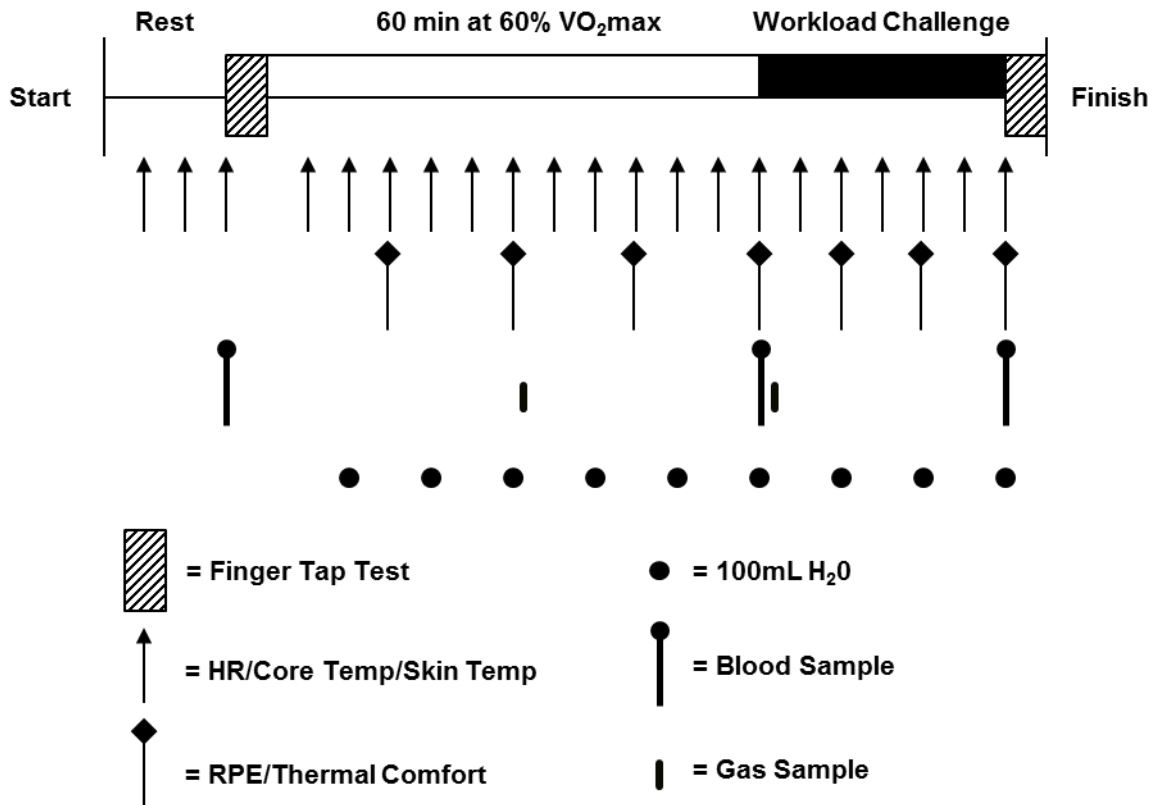 Rest
60 min at 60% VO₂max
Workload Challenge
Start
Finish
= Finger Tap Test
= 100mL H₂0
= HR/Core Temp/Skin Temp
= Blood Sample
= RPE/Thermal Comfort
= Gas Sample